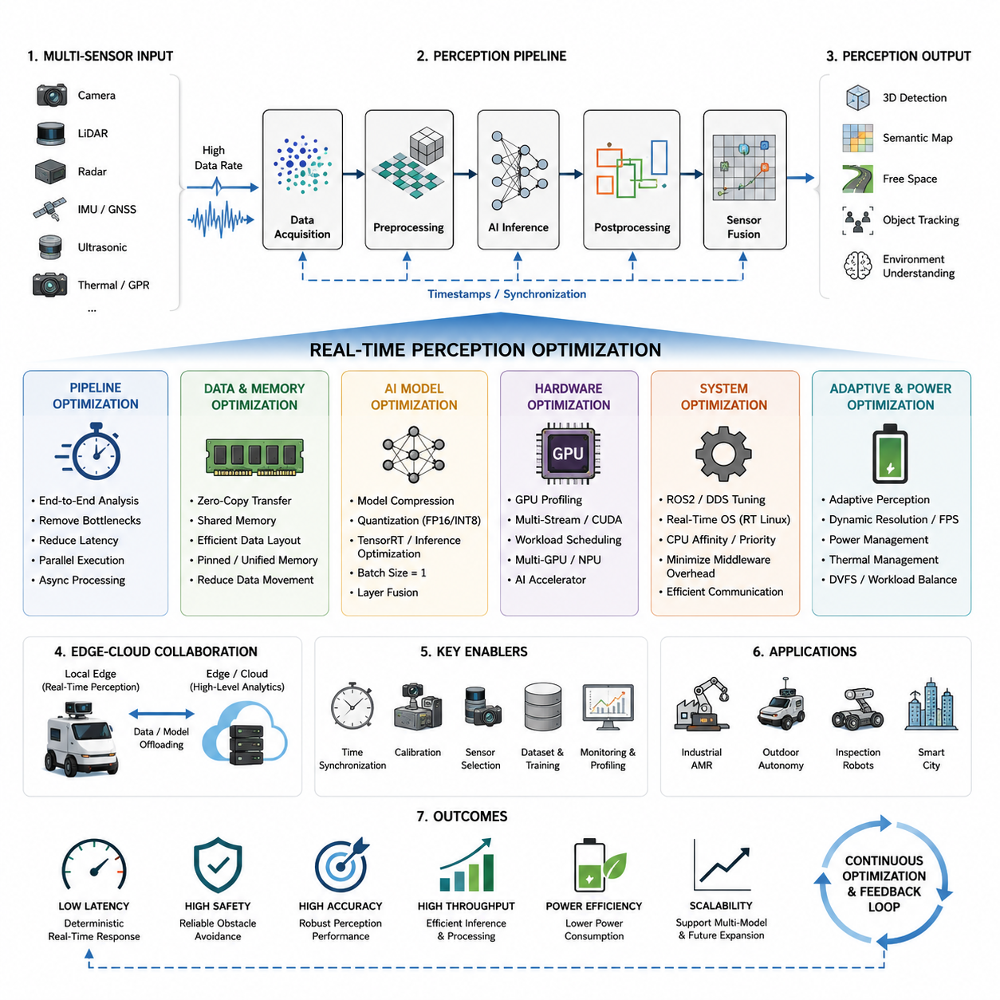 1. MULTI-SENSOR INPUT
Camera
LiDAR
Radar
IMU / GNSS
Ultrasonic
Thermal / GPR
...
High
Data Rate
2. PERCEPTION PIPELINE
Data
Acquisition
Preprocessing
AI Inference
Postprocessing
Sensor
Fusion
Timestamps / Synchronization
3. PERCEPTION OUTPUT
3D Detection
Semantic Map
Free Space
Object Tracking
Environment
Understanding
REAL-TIME PERCEPTION OPTIMIZATION
PIPELINE
OPTIMIZATION
• End-to-End Analysis
• Remove Bottlenecks
• Reduce Latency
• Parallel Execution
• Async Processing
DATA & MEMORY
OPTIMIZATION
• Zero-Copy Transfer
• Shared Memory
• Efficient Data Layout
• Pinned / Unified Memory
• Reduce Data Movement
AI MODEL
OPTIMIZATION
• Model Compression
• Quantization (FP16/INT8)
• TensorRT / Inference
Optimization
• Batch Size = 1
• Layer Fusion
HARDWARE
OPTIMIZATION
GPU
• GPU Profiling
• Multi-Stream / CUDA
• Workload Scheduling
• Multi-GPU / NPU
• AI Accelerator
SYSTEM
OPTIMIZATION
• ROS2 / DDS Tuning
• Real-Time OS (RT Linux)
• CPU Affinity / Priority
• Minimize Middleware
Overhead
• Efficient Communication
ADAPTIVE & POWER
OPTIMIZATION
• Adaptive Perception
• Dynamic Resolution / FPS
• Power Management
• Thermal Management
• DVFS / Workload Balance
4. EDGE-CLOUD COLLABORATION
Local Edge
(Real-Time Perception)
Edge / Cloud
(High-Level Analytics)
Data / Model
Offloading
5. KEY ENABLERS
Time
Synchronization
Calibration
Sensor
Selection
Dataset &
Training
Monitoring &
Profiling
6. APPLICATIONS
Industrial
AMR
Outdoor
Autonomy
Inspection
Robots
Smart
City
7. OUTCOMES
LOW LATENCY
Deterministic
Real-Time Response
HIGH SAFETY
Reliable Obstacle
Avoidance
HIGH ACCURACY
Robust Perception
Performance
HIGH THROUGHPUT
Efficient Inference
& Processing
POWER EFFICIENCY
Lower Power
Consumption
SCALABILITY
Support Multi-Model
& Future Expansion
CONTINUOUS
OPTIMIZATION
& FEEDBACK
LOOP